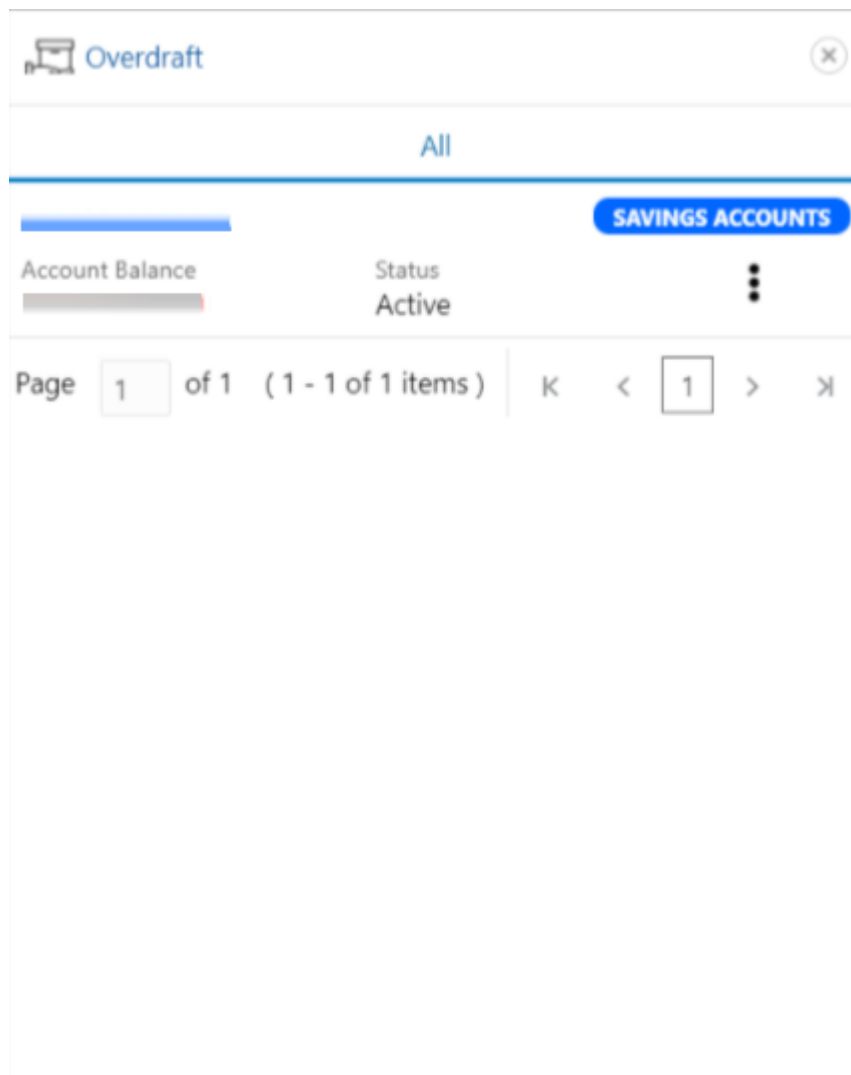 Overdraft
All
SAVINGS ACCOUNTS
Account Balance Status
Active
Page 1 of 1 ( 1 - 1 of 1 items ) 1